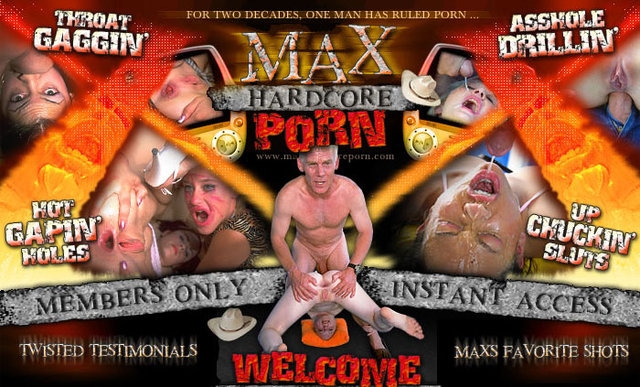 FOR TWO DECADES, ONE MAN HAS RULED PORN ...
THROAT
GAGGIN'
ASSHOLE
DRILLIN'
MAX
HARDCORE
PORN
HOT
GAPIN'
HOLES
UP
CHUCKIN'
SLUTS
MEMBERS ONLY
INSTANT ACCESS
TWISTED TESTIMONIALS
MAXS FAVORITE SHOTS
WELCOME